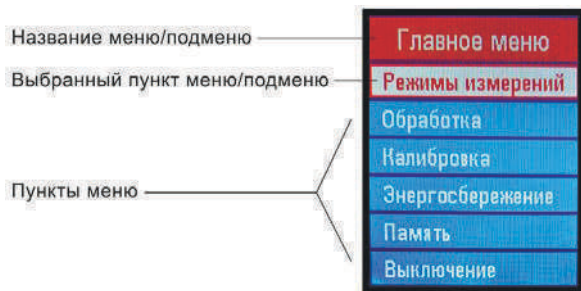 Название меню/подменю
Главное меню
Выбранный пункт меню/подменю
Режимы измерений
Обработка
Калибровка
Пункты меню
Энергосбережение
Память
Выключение